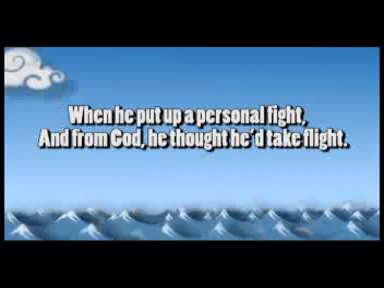 When he put up a personal fight,
And from God, he thought he'd take flight.